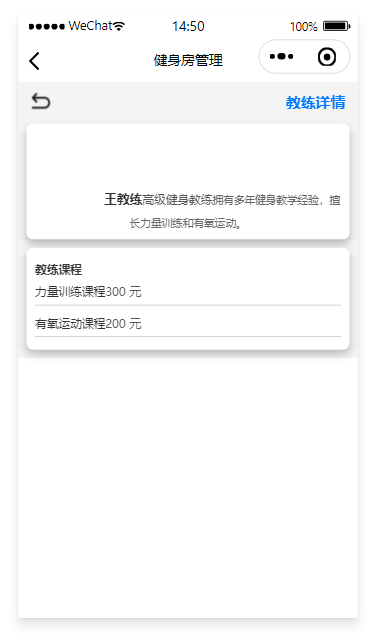 WeChat 14:50 100%
健身房管理
教练详情
王教练高级健身教练拥有多年健身教学经验，擅
长力量训练和有氧运动。
教练课程
力量训练课程300 元
有氧运动课程200 元